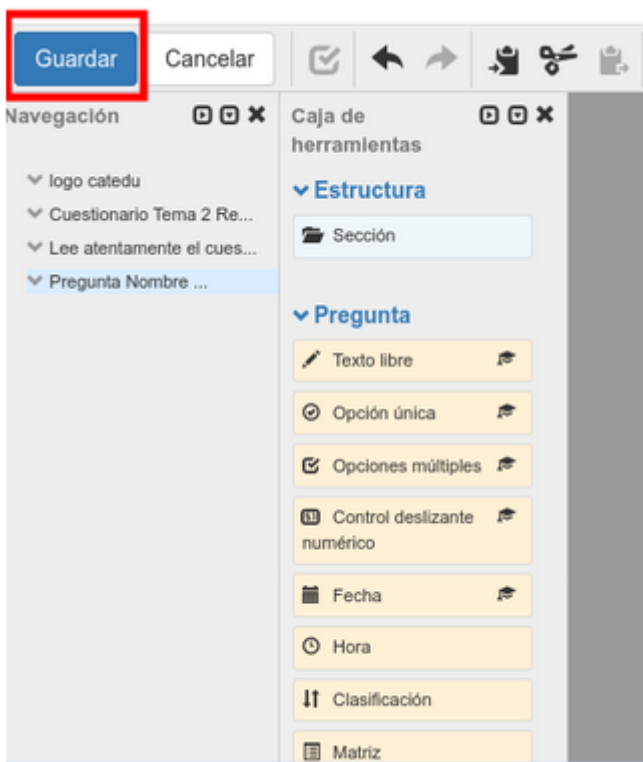 Guardar
Cancelar
Navegación
logo catedu
Cuestionario Tema 2 Re...
Lee atentamente el cues...
Pregunta Nombre ...
Caja de
herramientas
Estructura
Sección
Pregunta
Texto libre
Opción única
Opciones múltiples
Control deslizante
numérico
Fecha
Hora
Clasificación
Matriz